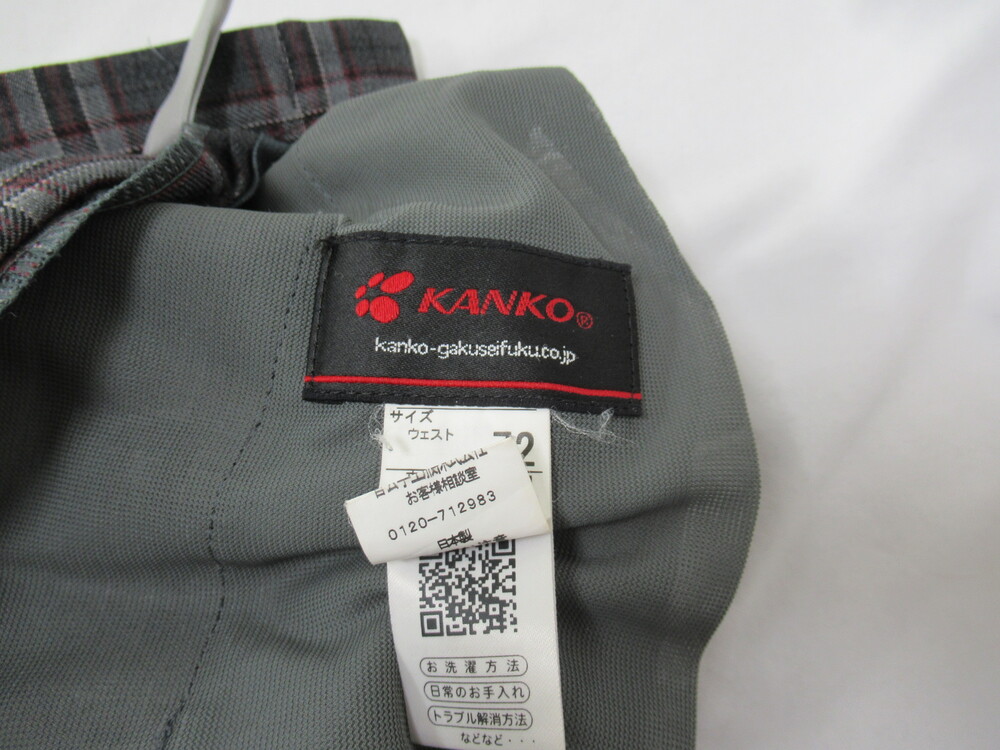 KANKO®
kanko-gakuseifuku.co.jp
サイズ
ウェスト 72
お客様相談室
0120-712983
日本製
お洗濯方法
日常のお手入れ
トラブル解消方法
などなど・・・